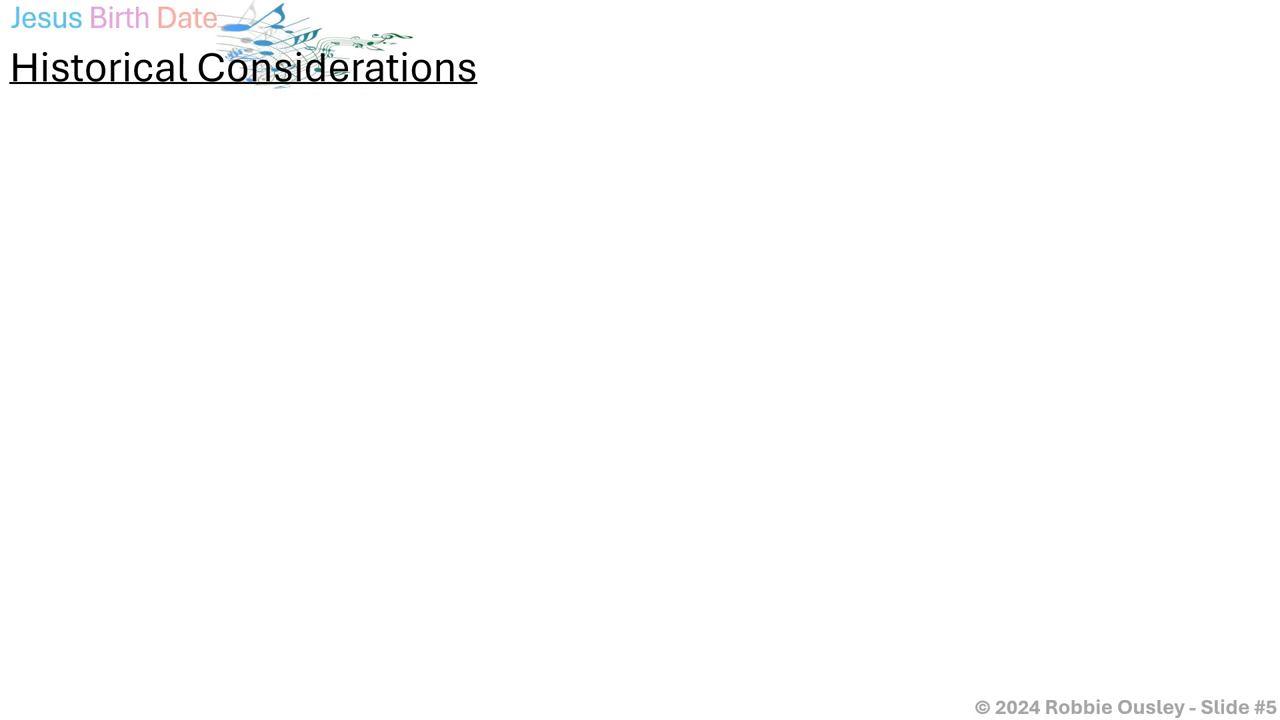 Jesus Birth Date
Historical Considerations
© 2024 Robbie Ousley - Slide #5